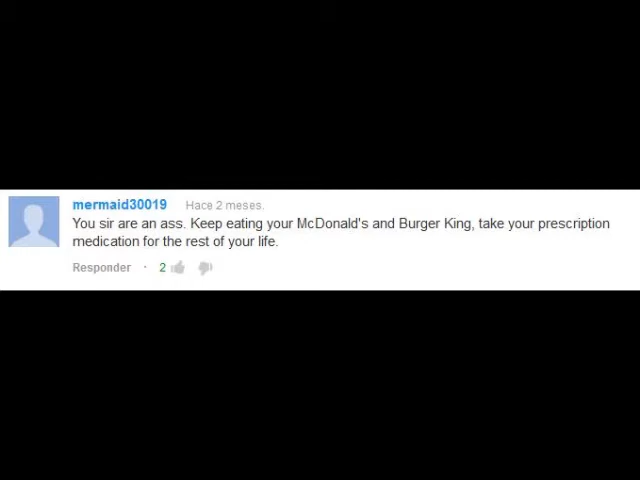 mermaid30019 Hace 2 meses.
You sir are an ass. Keep eating your McDonald's and Burger King, take your prescription
medication for the rest of your life.
Responder · 2